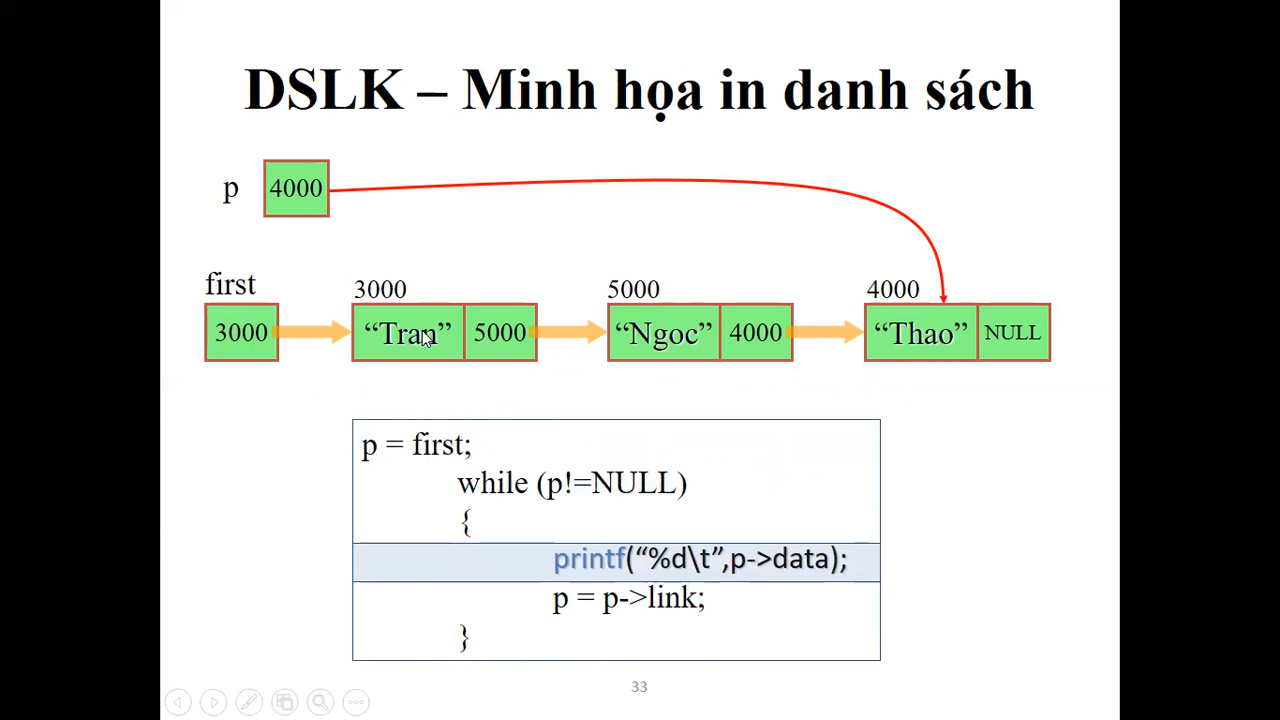 DSLK – Minh họa in danh sách
p 4000
first 3000 5000 4000
3000 “Tran” 5000 “Ngoc” 4000 “Thao” NULL
p = first;
while (p!=NULL)
{
printf(“%d\t”,p->data);
p = p->link;
}
33